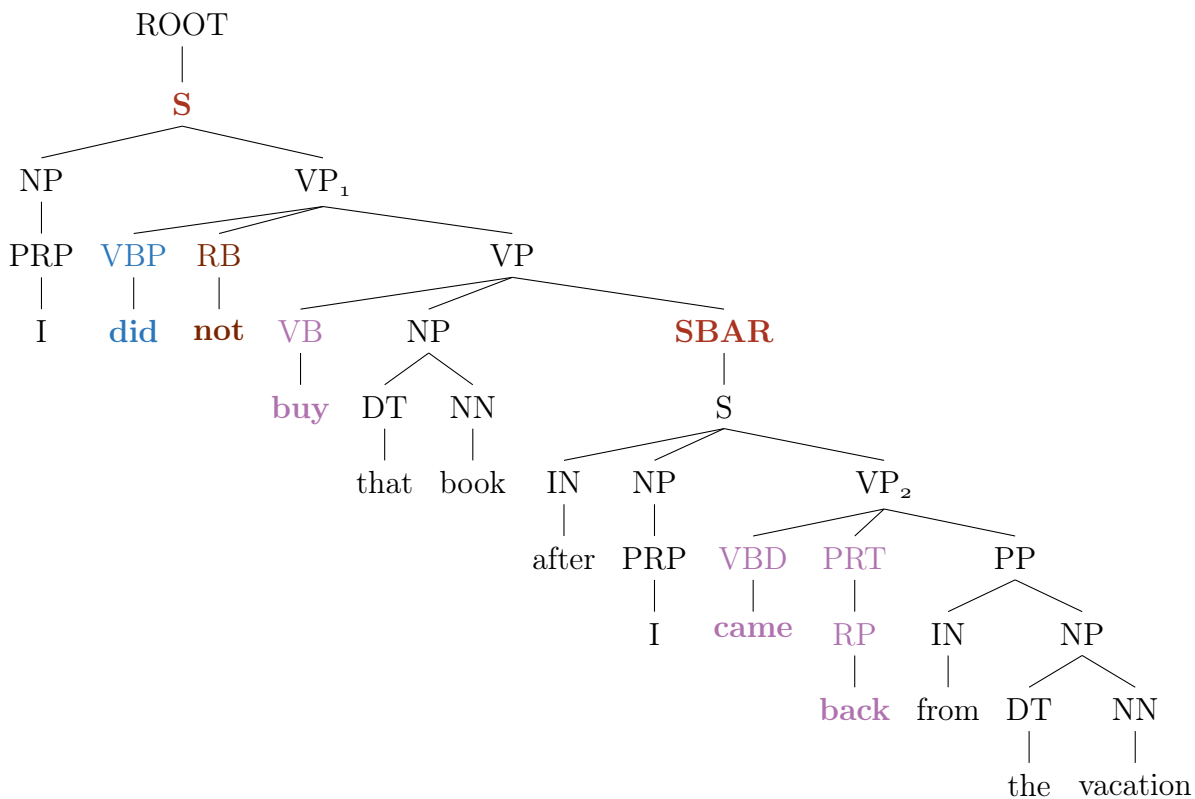 ROOT
S
NP VP₁
PRP VBP RB VP
I did not VB NP SBAR
buy DT NN S
that book IN NP VP₂
after PRP VBD PRT PP
I came RP IN NP
back from DT NN
the vacation